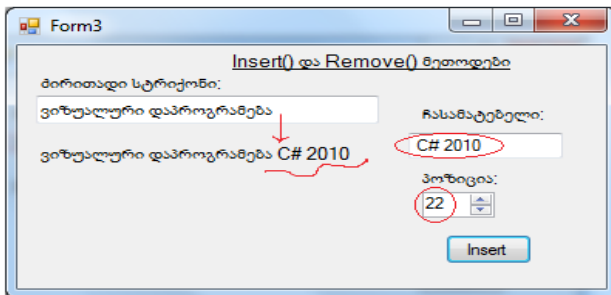 Form3
Insert() და Remove() მეთოდები
ძირითადი სტრიქონი:
ვიზუალური დაპროგრამება
ჩასამატებელი:
ვიზუალური დაპროგრამება C# 2010
C# 2010
პოზიცია:
22
Insert